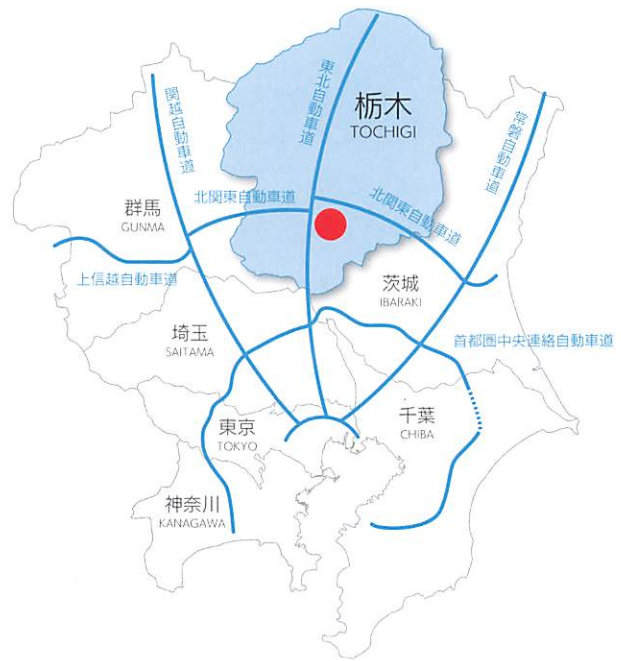 関越自動車道
東北自動車道
栃木
TOCHIGI
常磐自動車道
群馬
GUNMA
北関東自動車道
北関東自動車道
上信越自動車道
茨城
IBARAKI
埼玉
SAITAMA
首都圏中央連絡自動車道
東京
TOKYO
千葉
CHIBA
神奈川
KANAGAWA